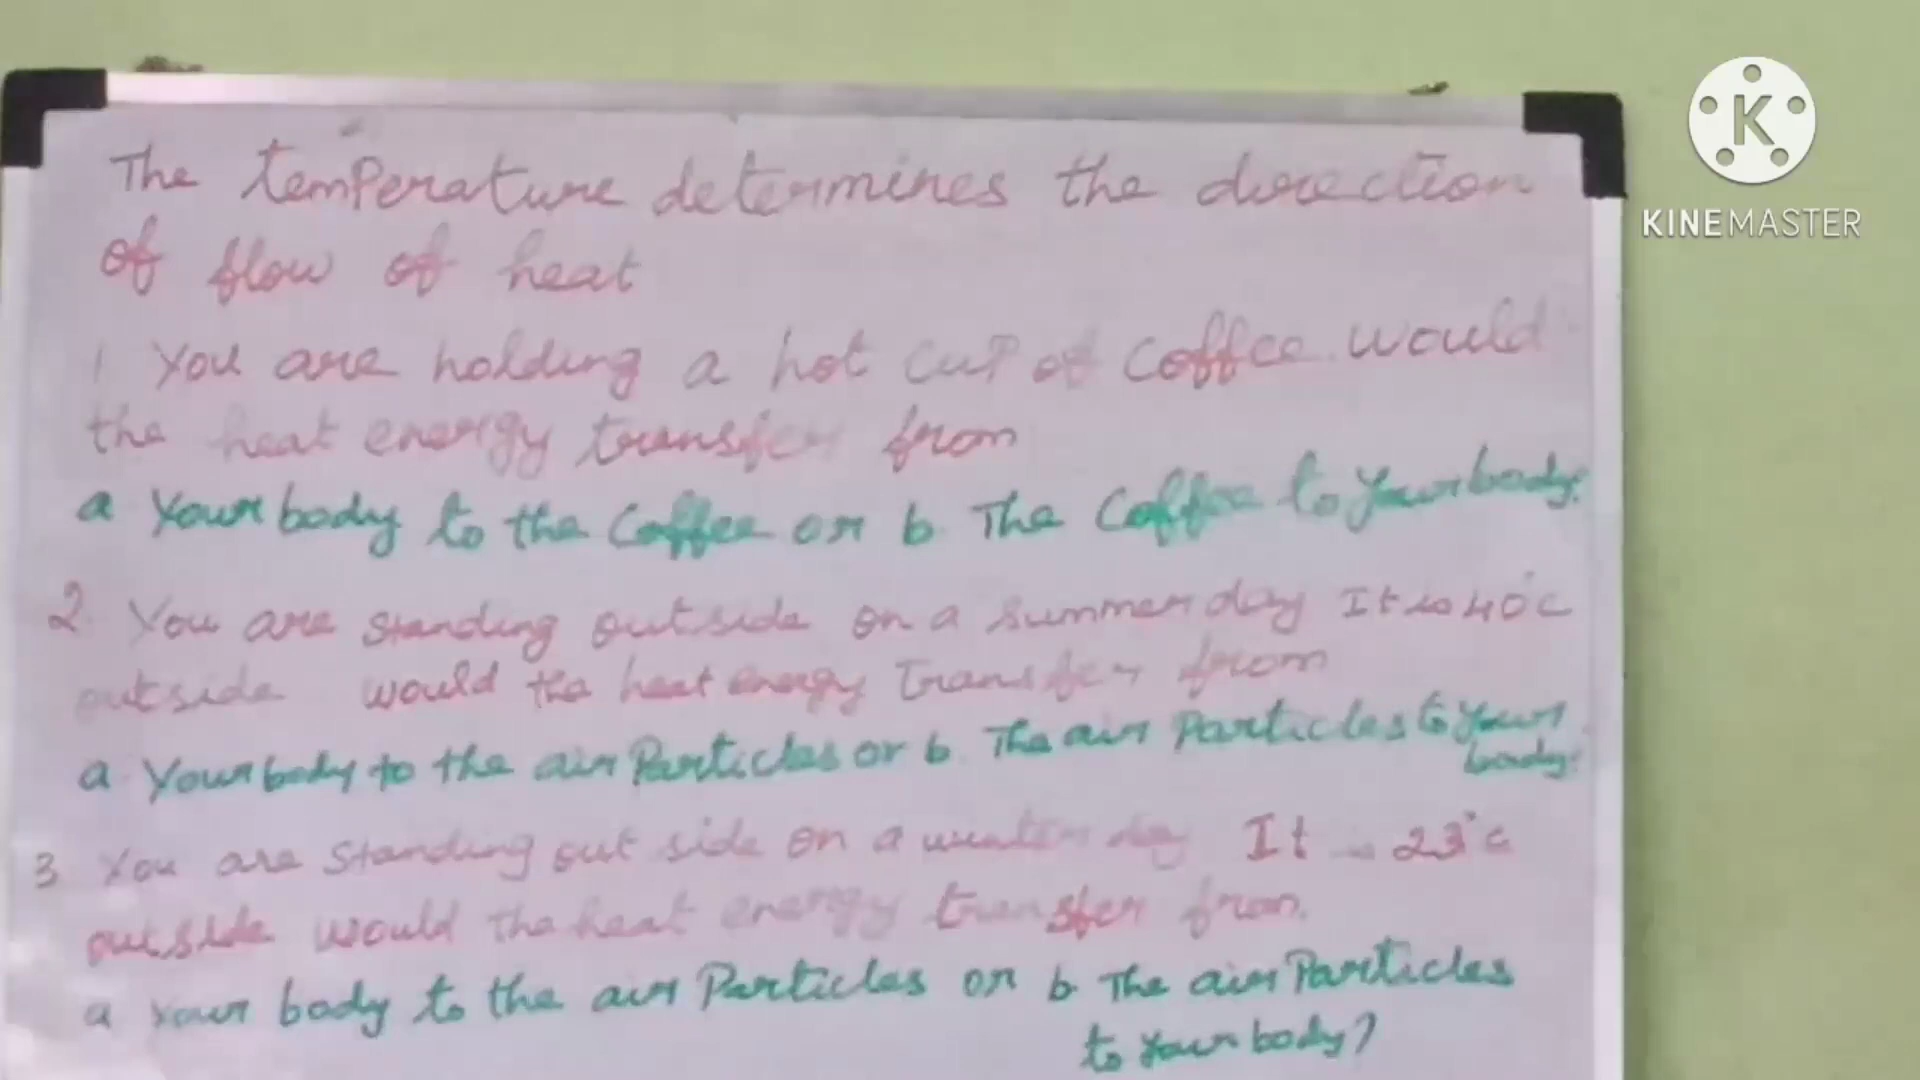 The temperature determines the direction
of flow of heat
1 You are holding a hot cup of coffee. would
the heat energy transfer from
a Your body to the Coffee or b. The Coffee to your body.
2. You are standing outside on a summer day It is 40°c
outside would the heat energy Transfer from
a. Your body to the air Particles or b. The air Particles to your
body.
3 You are standing out side on a winter day It is 23°c
outside would the heat energy transfer from.
a Your body to the air Particles or b. The air Particles
to your body?
K
KINEMASTER